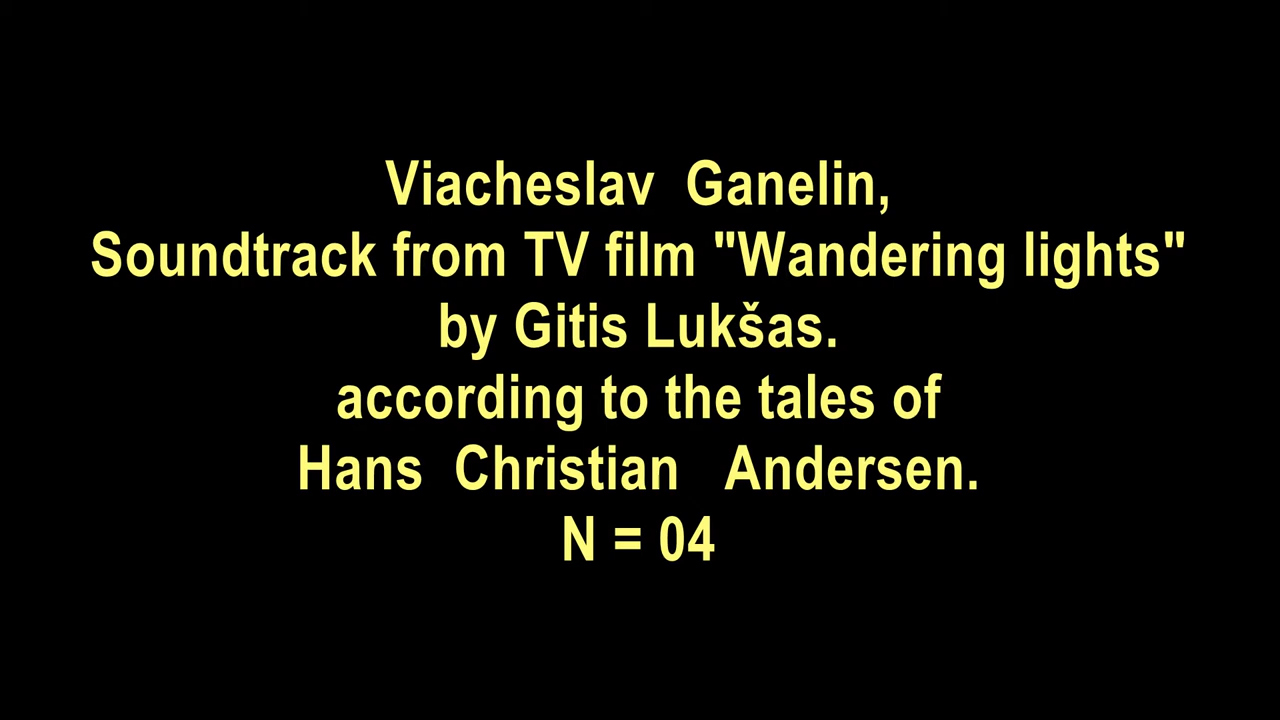 Viacheslav Ganelin,
Soundtrack from TV film "Wandering lights"
by Gitis Lukšas.
according to the tales of
Hans Christian Andersen.
N = 04